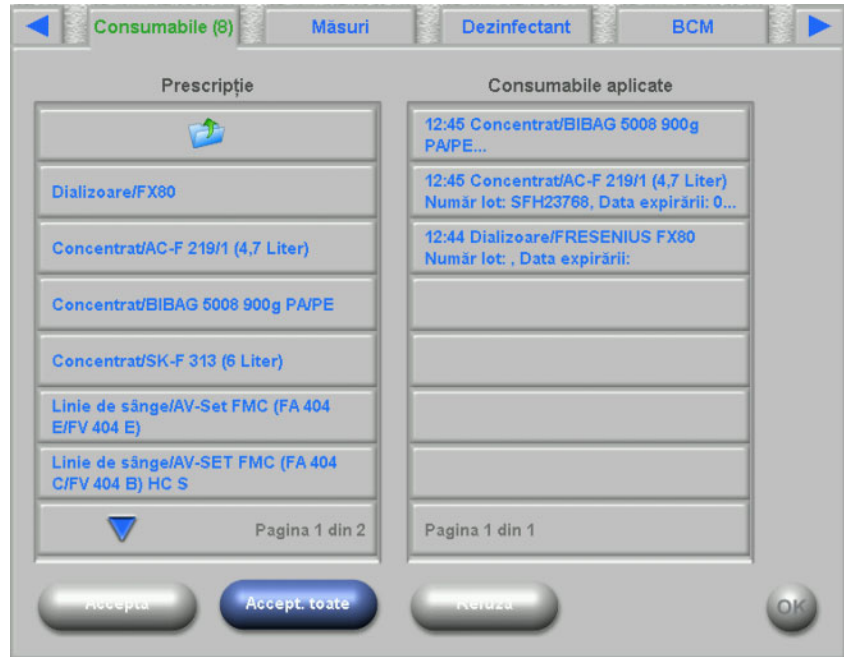 Consumabile (8)
Măsuri
Dezinfectant
BCM
Prescripție
Consumabile aplicate
Dializoare/FX80
Concentrat/AC-F 219/1 (4,7 Liter)
Concentrat/BIBAG 5008 900g PA/PE
Concentrat/SK-F 313 (6 Liter)
Linie de sânge/AV-Set FMC (FA 404
E/FV 404 E)
Linie de sânge/AV-SET FMC (FA 404
C/FV 404 B) HC S
Pagina 1 din 2
12:45 Concentrat/BIBAG 5008 900g
PA/PE...
12:45 Concentrat/AC-F 219/1 (4,7 Liter)
Număr lot: SFH23768, Data expirării: 0...
12:44 Dializoare/FRESENIUS FX80
Număr lot: , Data expirării:
Pagina 1 din 1
Acceptă
Accept. toate
Refuză
OK